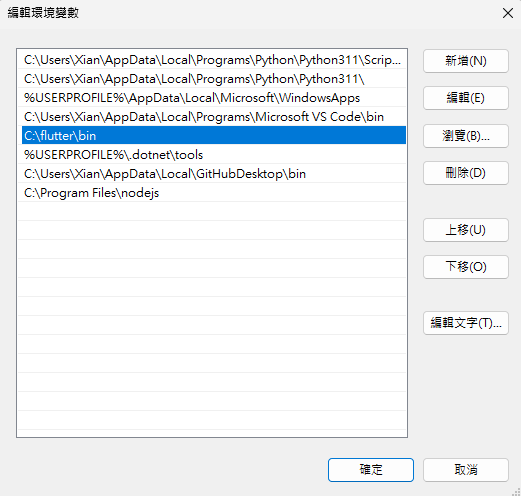 編輯環境變數
C:\Users\Xian\AppData\Local\Programs\Python\Python311\Scrip...
C:\Users\Xian\AppData\Local\Programs\Python\Python311\
%USERPROFILE%\AppData\Local\Microsoft\WindowsApps
C:\Users\Xian\AppData\Local\Programs\Microsoft VS Code\bin
C:\flutter\bin
%USERPROFILE%\.dotnet\tools
C:\Users\Xian\AppData\Local\GitHubDesktop\bin
C:\Program Files\nodejs
新增(N)
編輯(E)
瀏覽(B)...
刪除(D)
上移(U)
下移(O)
編輯文字(T)...
確定
取消